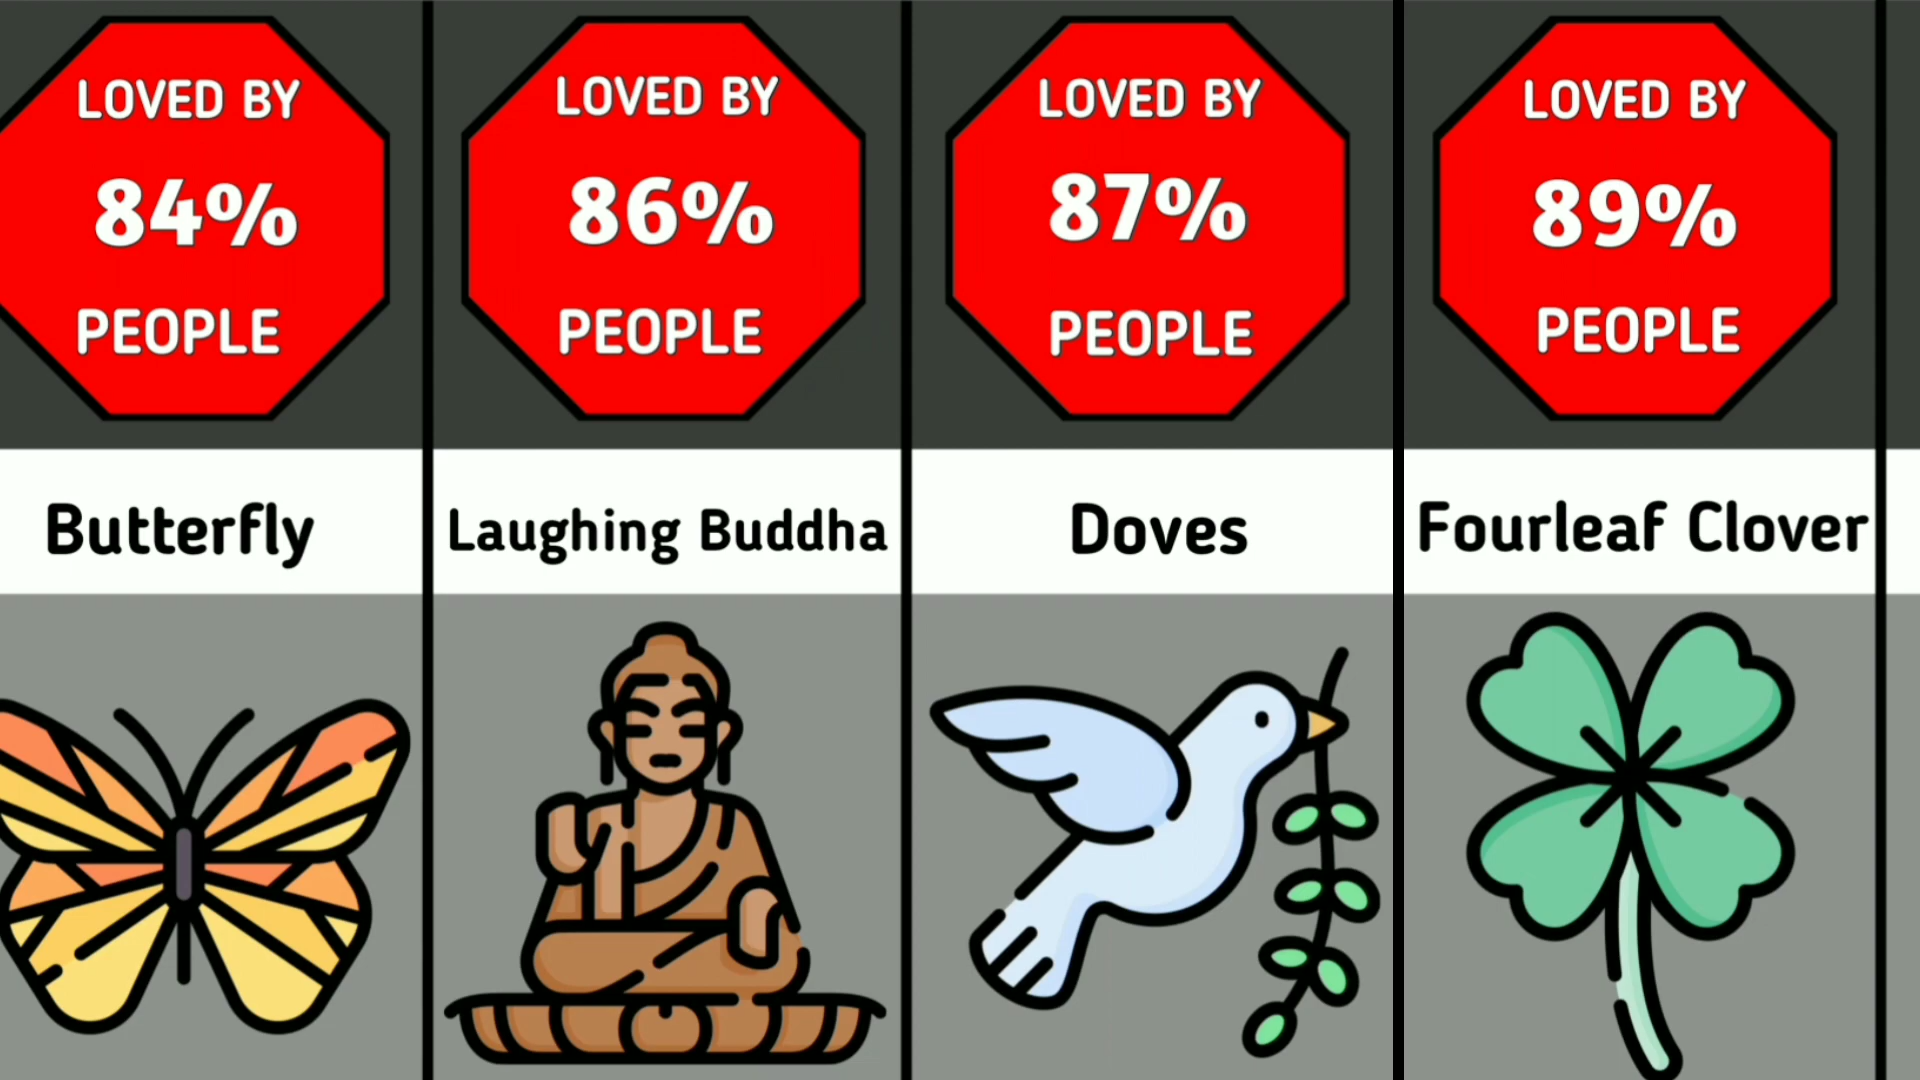 LOVED BY
84%
PEOPLE
Butterfly
LOVED BY
86%
PEOPLE
Laughing Buddha
LOVED BY
87%
PEOPLE
Doves
LOVED BY
89%
PEOPLE
Fourleaf Clover